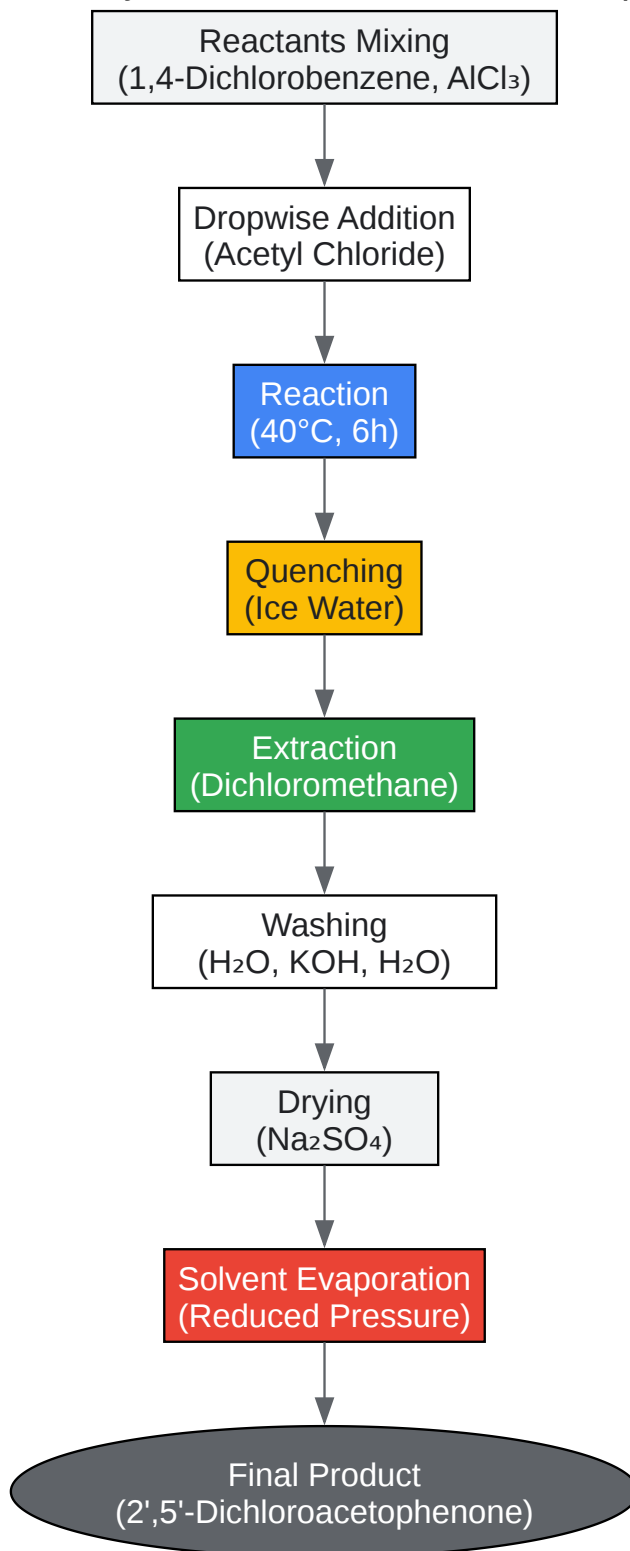 Reactants Mixing
(1,4-Dichlorobenzene, AlCl₃)
Dropwise Addition
(Acetyl Chloride)
Reaction
(40°C, 6h)
Quenching
(Ice Water)
Extraction
(Dichloromethane)
Washing
(H₂O, KOH, H₂O)
Drying
(Na₂SO₄)
Solvent Evaporation
(Reduced Pressure)
Final Product
(2',5'-Dichloroacetophenone)